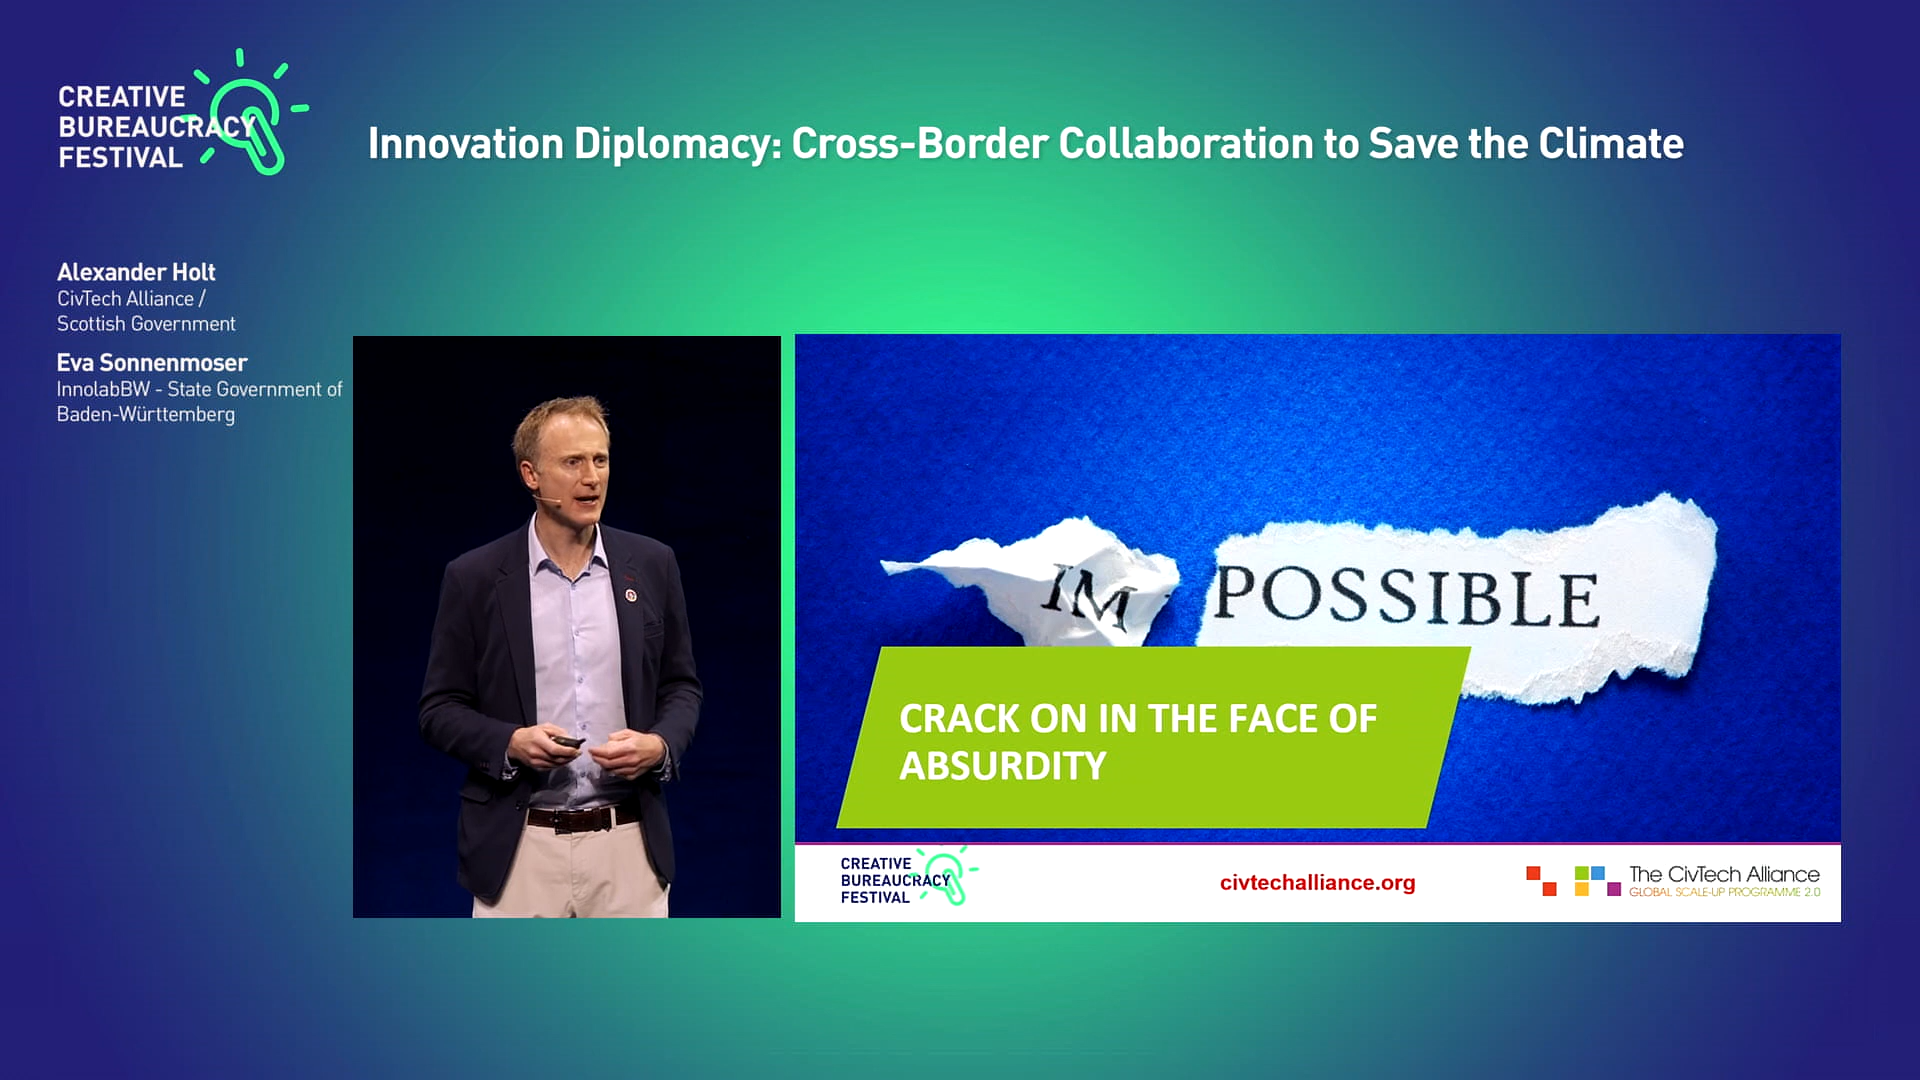 CREATIVE
BUREAUCRACY
FESTIVAL
Innovation Diplomacy: Cross-Border Collaboration to Save the Climate
Alexander Holt
CivTech Alliance /
Scottish Government
Eva Sonnenmoser
InnolabBW - State Government of
Baden-Württemberg
IM POSSIBLE
CRACK ON IN THE FACE OF
ABSURDITY
CREATIVE
BUREAUCRACY
FESTIVAL
civtechalliance.org
The CivTech Alliance
GLOBAL SCALE-UP PROGRAMME 2.0